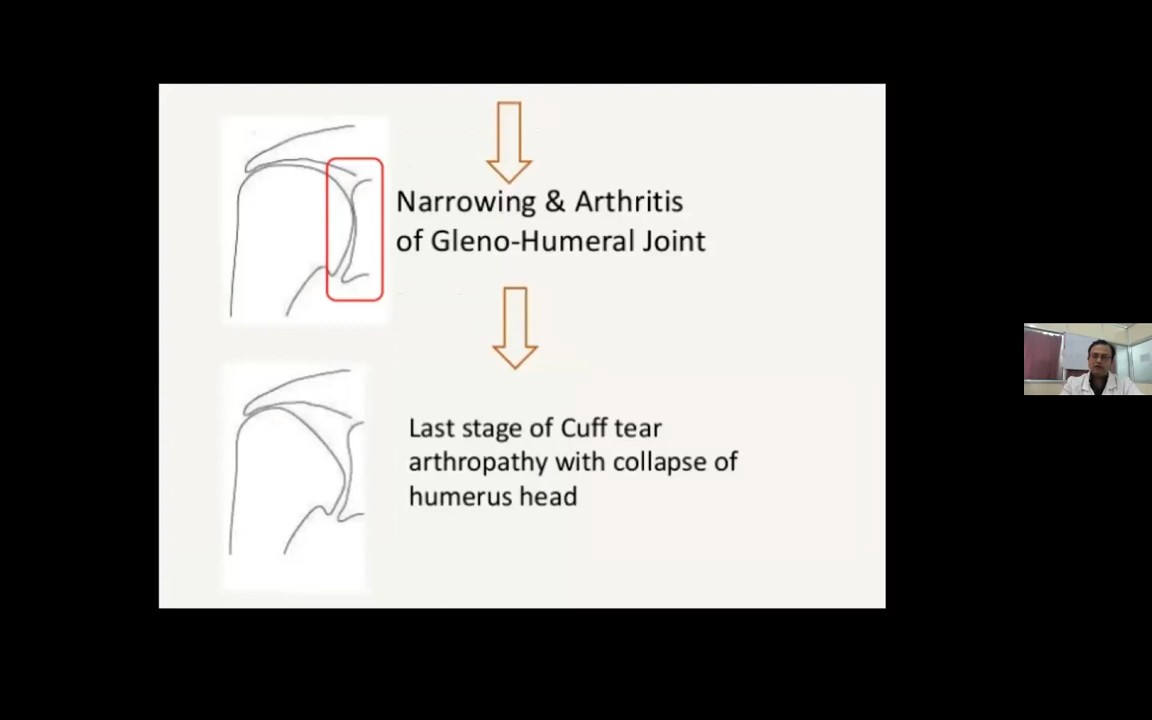 Narrowing & Arthritis
of Gleno-Humeral Joint
Last stage of Cuff tear
arthropathy with collapse of
humerus head